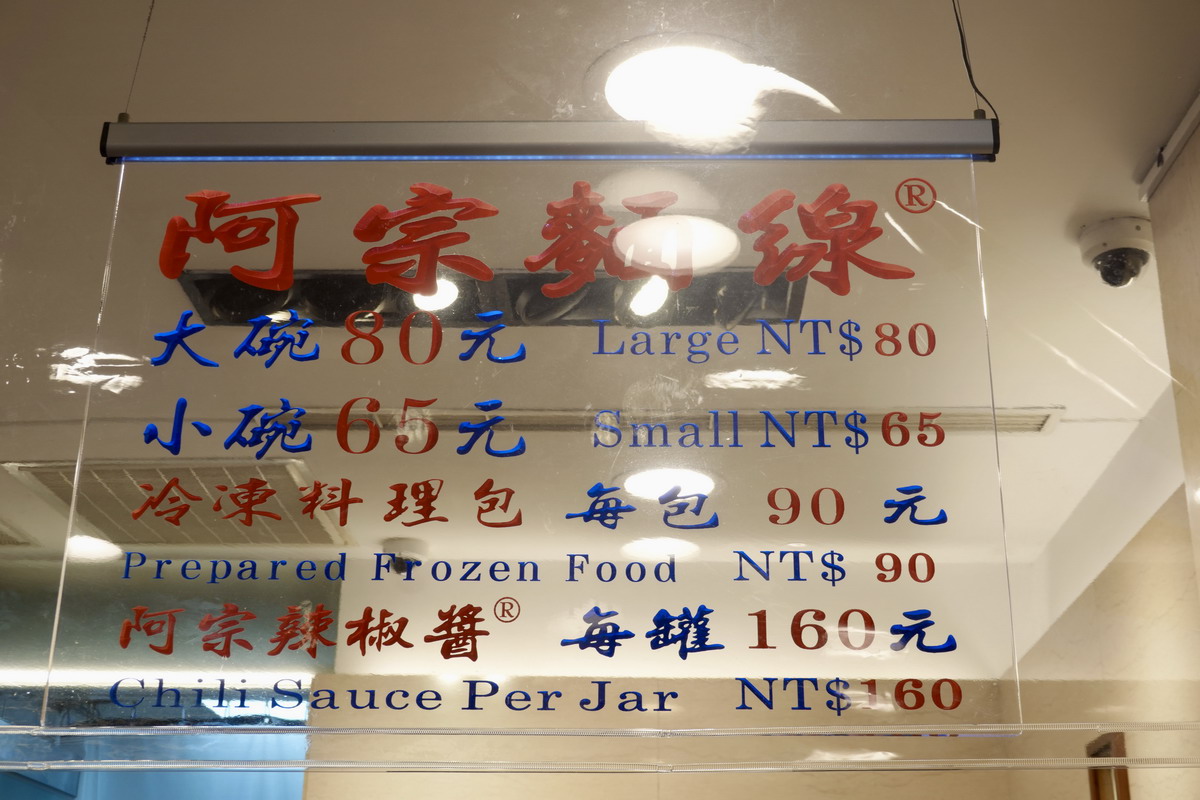 阿宗麵線®
大碗80元 Large NT$80
小碗65元 Small NT$65
冷凍料理包 每包 90 元
Prepared Frozen Food NT$ 90
阿宗辣椒醬® 每罐 160元
Chili Sauce Per Jar NT$160